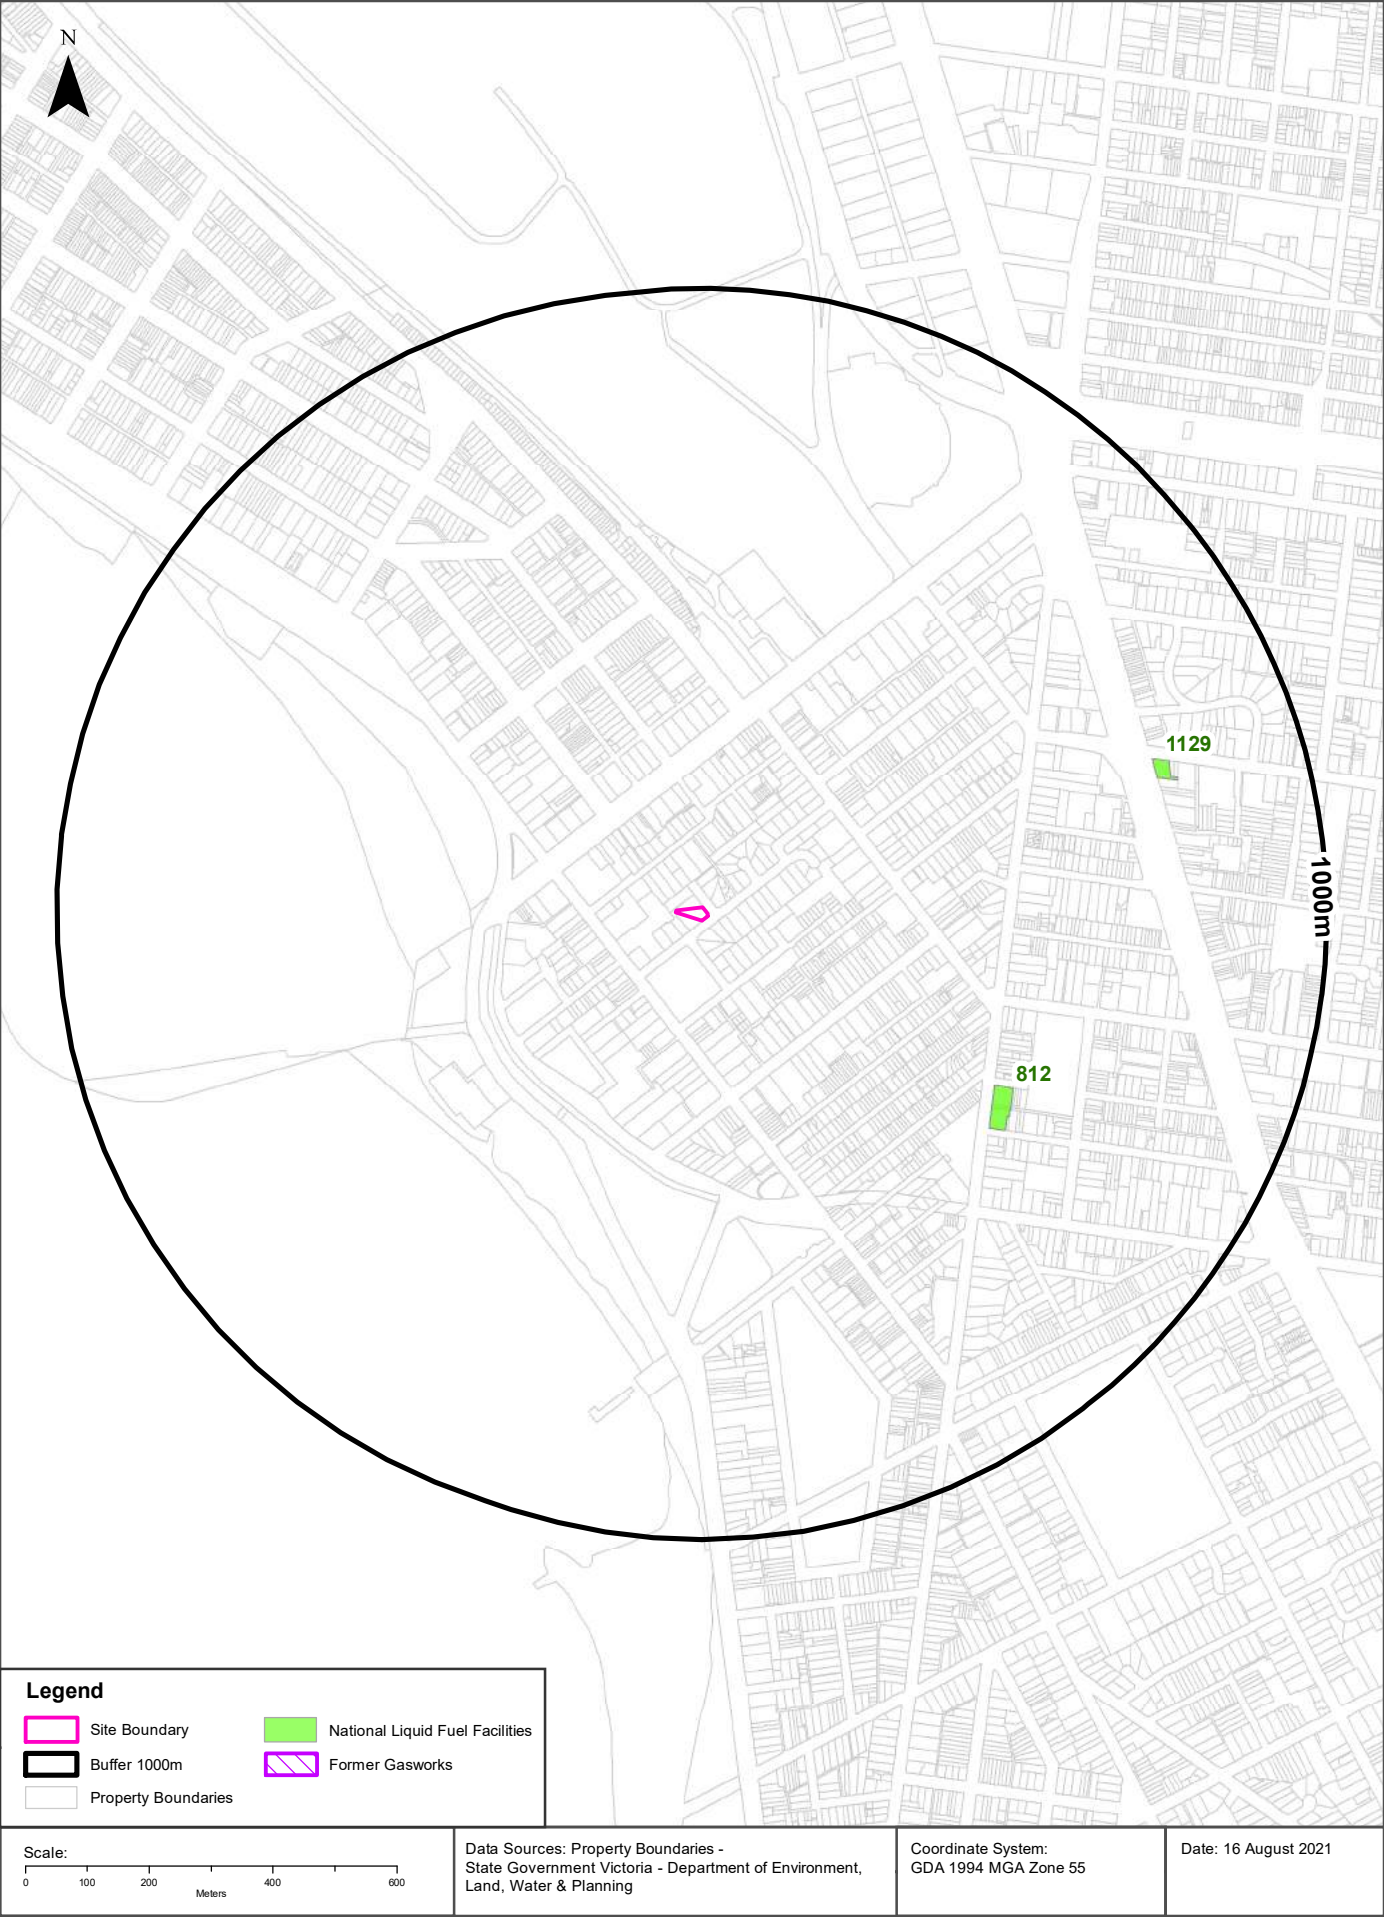 N
1129
1000m
812
Legend
Site Boundary
National Liquid Fuel Facilities
Buffer 1000m
Former Gasworks
Property Boundaries
Scale:
0 100 200 400 600
Meters
Data Sources: Property Boundaries -
State Government Victoria - Department of Environment,
Land, Water & Planning
Coordinate System:
GDA 1994 MGA Zone 55
Date: 16 August 2021